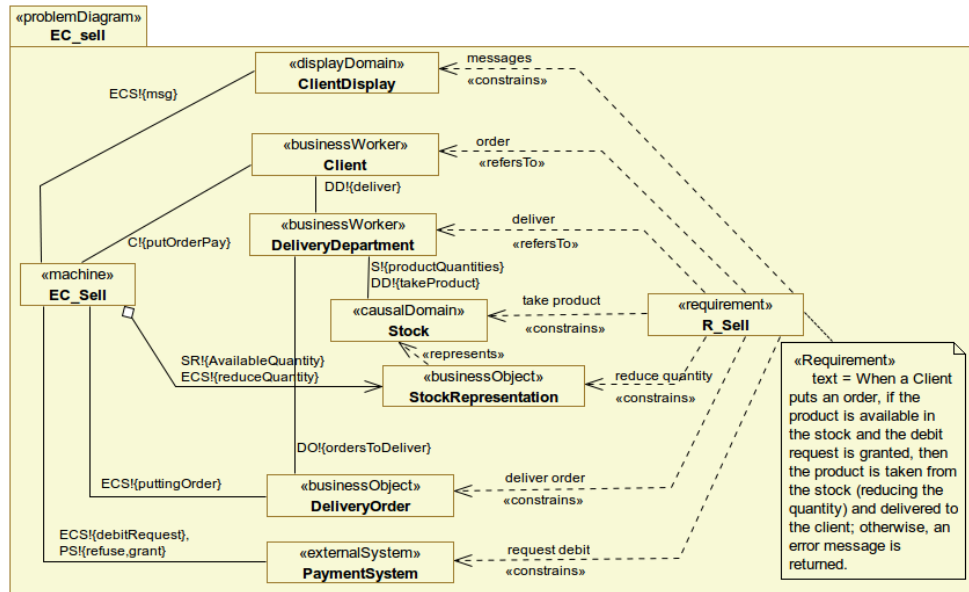 «problemDiagram»
EC_sell
«displayDomain»
ClientDisplay
messages
«constrains»
ECS!{msg}
«businessWorker»
Client
order
«refersTo»
DD!{deliver}
«businessWorker»
DeliveryDepartment
deliver
«refersTo»
C!{putOrderPay}
«machine»
EC_Sell
S!{productQuantities}
DD!{takeProduct}
«causalDomain»
Stock
take product
«constrains»
«requirement»
R_Sell
«represents»
SR!{AvailableQuantity}
ECS!{reduceQuantity}
«businessObject»
StockRepresentation
reduce quantity
«constrains»
«Requirement»
text = When a Client
puts an order, if the
product is available in
the stock and the debit
request is granted, then
the product is taken from
the stock (reducing the
quantity) and delivered to
the client; otherwise, an
error message is
returned.
DO!{ordersToDeliver}
ECS!{puttingOrder}
«businessObject»
DeliveryOrder
deliver order
«constrains»
ECS!{debitRequest},
PS!{refuse,grant}
«externalSystem»
PaymentSystem
request debit
«constrains»